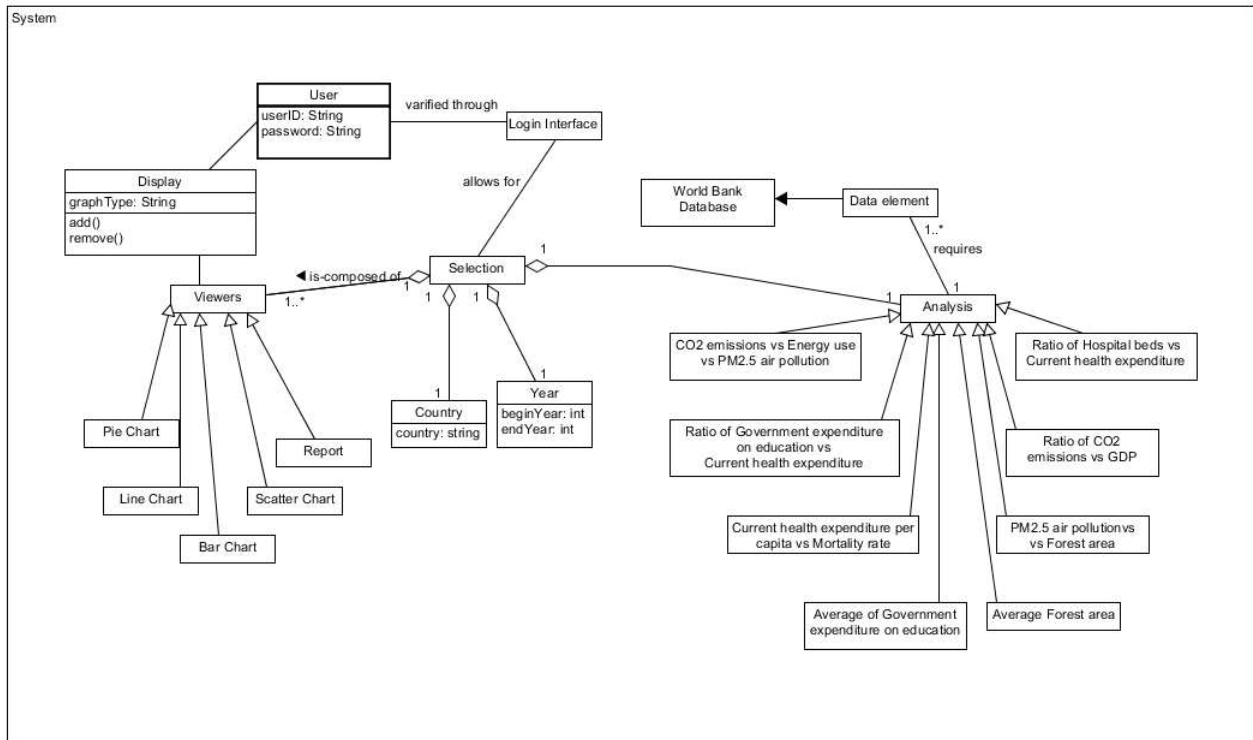 System
User
userID: String
password: String
varified through
Login Interface
Display
graphType: String
add()
remove()
allows for
World Bank
Database
Data element
1..*
requires
1
Selection
1
◄ is-composed of
1
1..*
1
1
1
Analysis
Viewers
CO2 emissions vs Energy use
vs PM2.5 air pollution
Ratio of Hospital beds vs
Current health expenditure
1
1
Year
beginYear: int
endYear: int
Country
country: string
Pie Chart
Report
Ratio of Government expenditure
on education vs
Current health expenditure
Ratio of CO2
emissions vs GDP
Line Chart
Scatter Chart
Bar Chart
Current health expenditure per
capita vs Mortality rate
PM2.5 air pollutionvs
vs Forest area
Average of Government
expenditure on education
Average Forest area